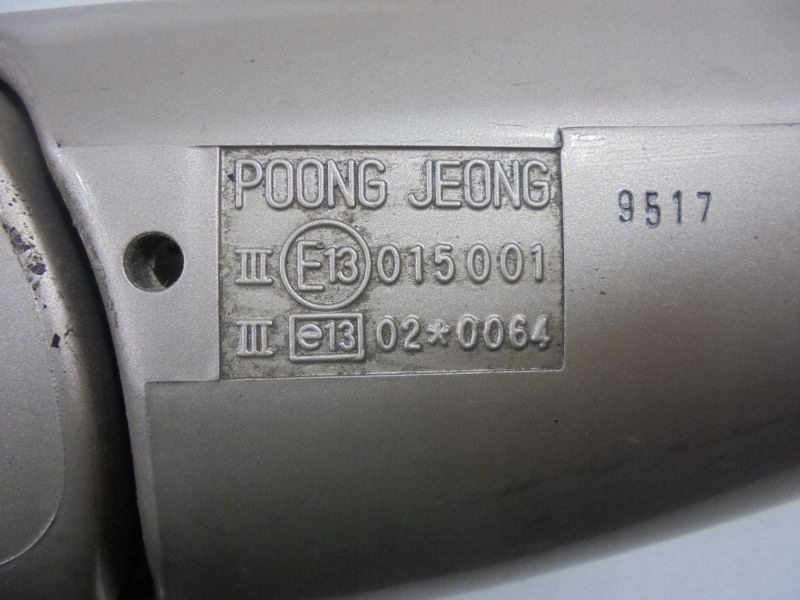 POONG JEONG
III E13 015001
III e13 02*0064
9517